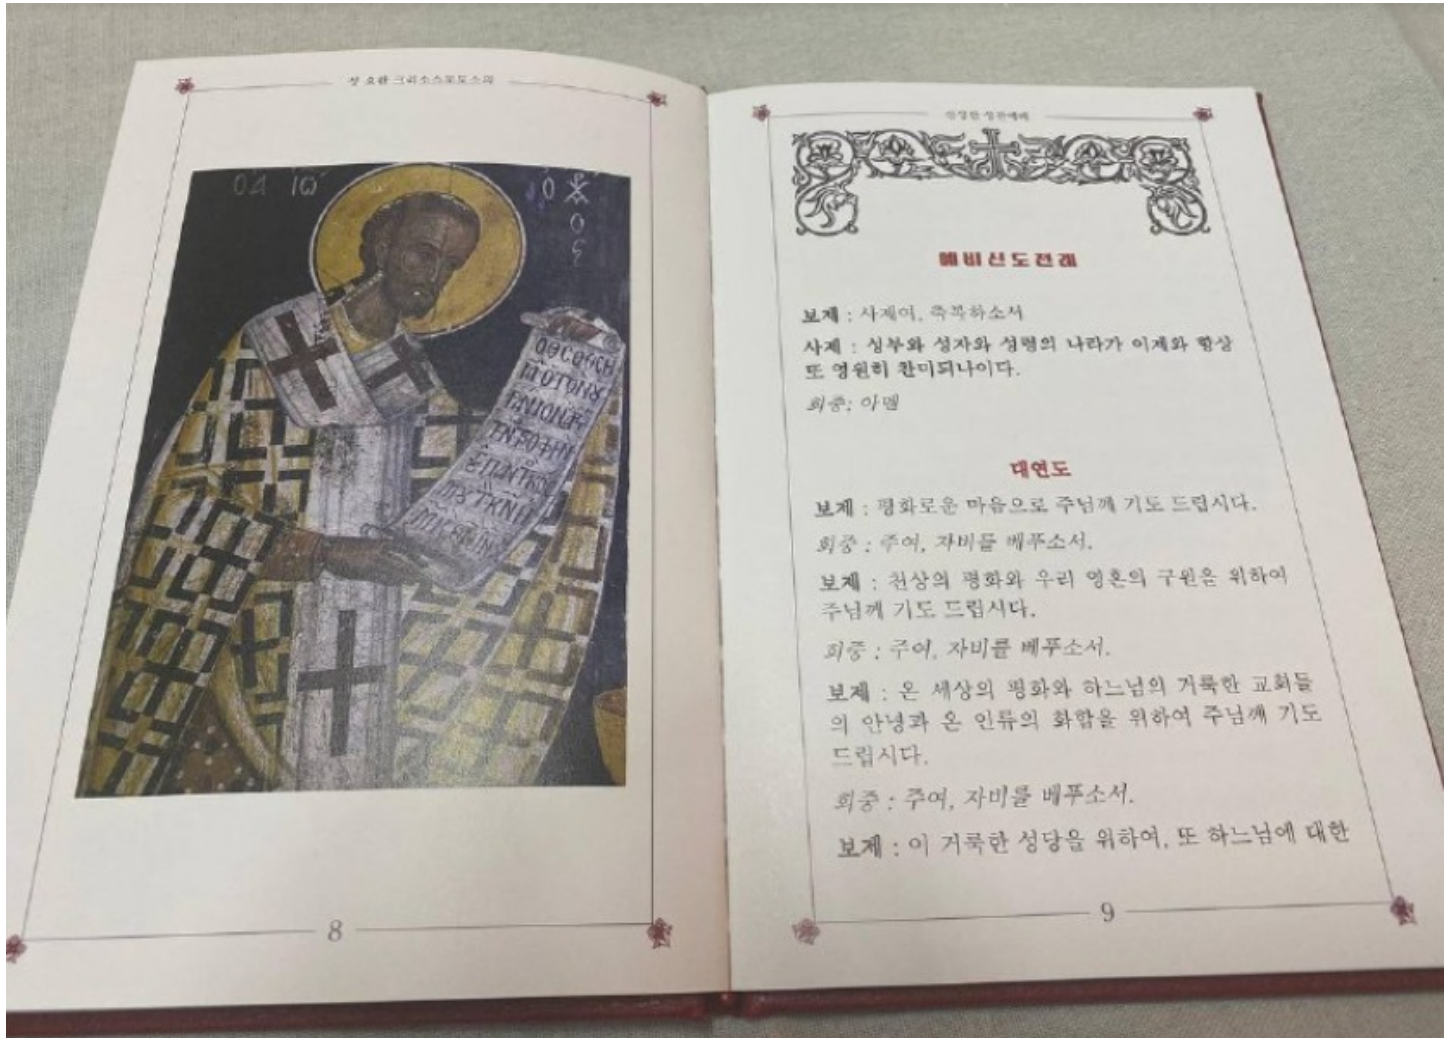 성 요한 크리소스토모스의
Ο Α ΙΩ
Ο Χ
Ο
ΟΘCΟΘCΗ
ΕΠΑΝΤΚΟΥ
8
신성한 성찬예배
예비신도전례
보제 : 사제여, 축복하소서
사제 : 성부와 성자와 성령의 나라가 이제와 항상
또 영원히 찬미되나이다.
회중: 아멘
대연도
보제 : 평화로운 마음으로 주님께 기도 드립시다.
회중 : 주여, 자비를 베푸소서.
보제 : 천상의 평화와 우리 영혼의 구원을 위하여
주님께 기도 드립시다.
회중 : 주여, 자비를 베푸소서.
보제 : 온 세상의 평화와 하느님의 거룩한 교회들
의 안녕과 온 인류의 화합을 위하여 주님께 기도
드립시다.
회중 : 주여, 자비를 베푸소서.
보제 : 이 거룩한 성당을 위하여, 또 하느님에 대한
9